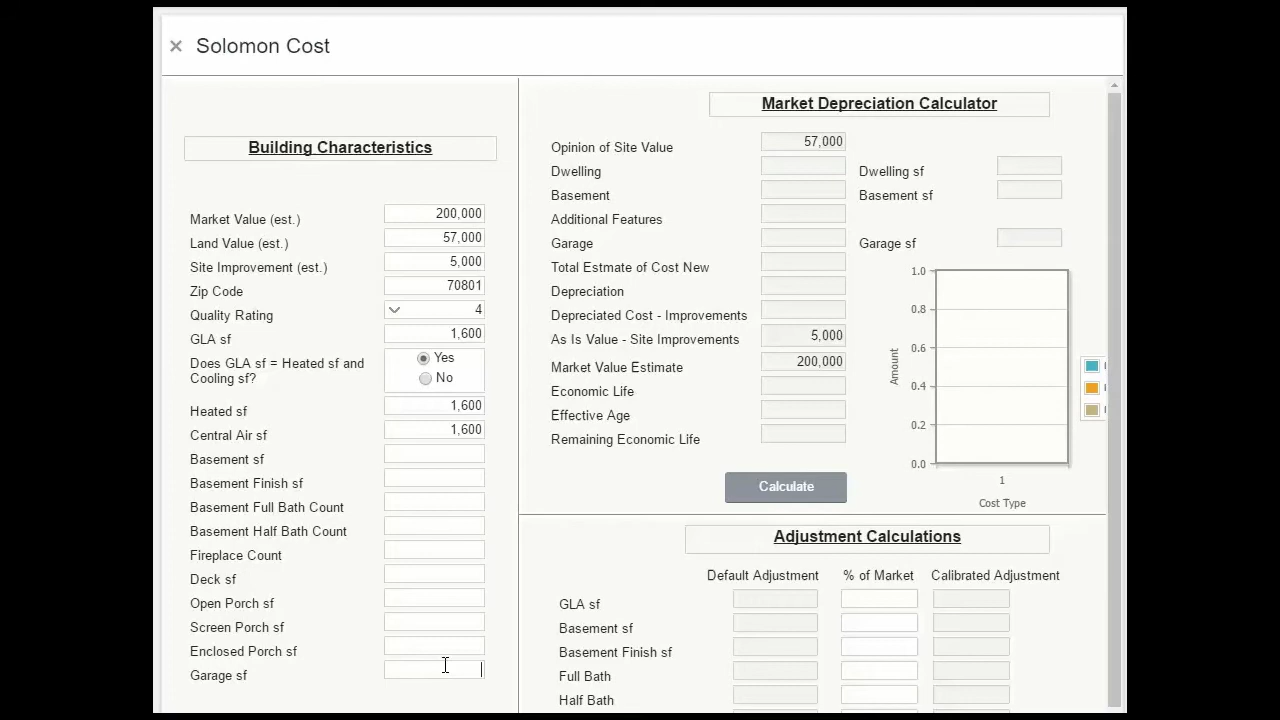 × Solomon Cost
Building Characteristics
Market Value (est.) 200,000
Land Value (est.) 57,000
Site Improvement (est.) 5,000
Zip Code 70801
Quality Rating 4
GLA sf 1,600
Does GLA sf = Heated sf and
Cooling sf?
Yes
No
Heated sf 1,600
Central Air sf 1,600
Basement sf
Basement Finish sf
Basement Full Bath Count
Basement Half Bath Count
Fireplace Count
Deck sf
Open Porch sf
Screen Porch sf
Enclosed Porch sf
Garage sf
Market Depreciation Calculator
Opinion of Site Value 57,000
Dwelling Dwelling sf
Basement Basement sf
Additional Features
Garage Garage sf
Total Estmate of Cost New
Depreciation
Depreciated Cost - Improvements
As Is Value - Site Improvements 5,000
Market Value Estimate 200,000
Economic Life
Effective Age
Remaining Economic Life
Calculate
1.0
0.8
0.6
0.4
0.2
0.0
Amount
1
Cost Type
Adjustment Calculations
Default Adjustment % of Market Calibrated Adjustment
GLA sf
Basement sf
Basement Finish sf
Full Bath
Half Bath